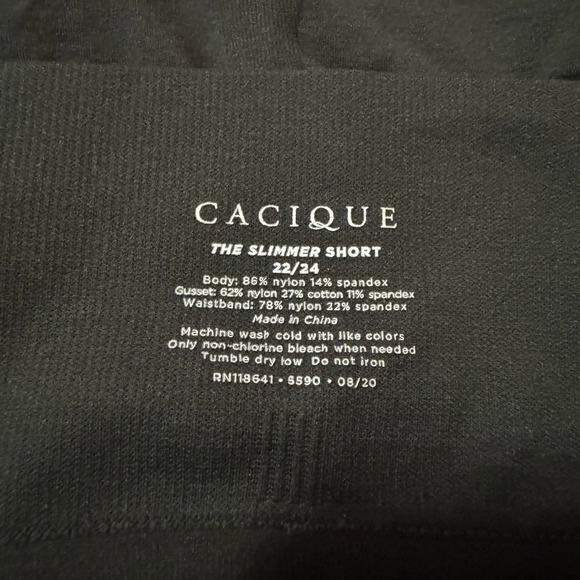 CACIQUE
THE SLIMMER SHORT
22/24
Body: 86% nylon 14% spandex
Gusset: 62% nylon 27% cotton 11% spandex
Waistband: 78% nylon 22% spandex
Made in China
Machine wash cold with like colors
Only non-chlorine bleach when needed
Tumble dry low Do not iron
RN118641 • 5590 • 08/20